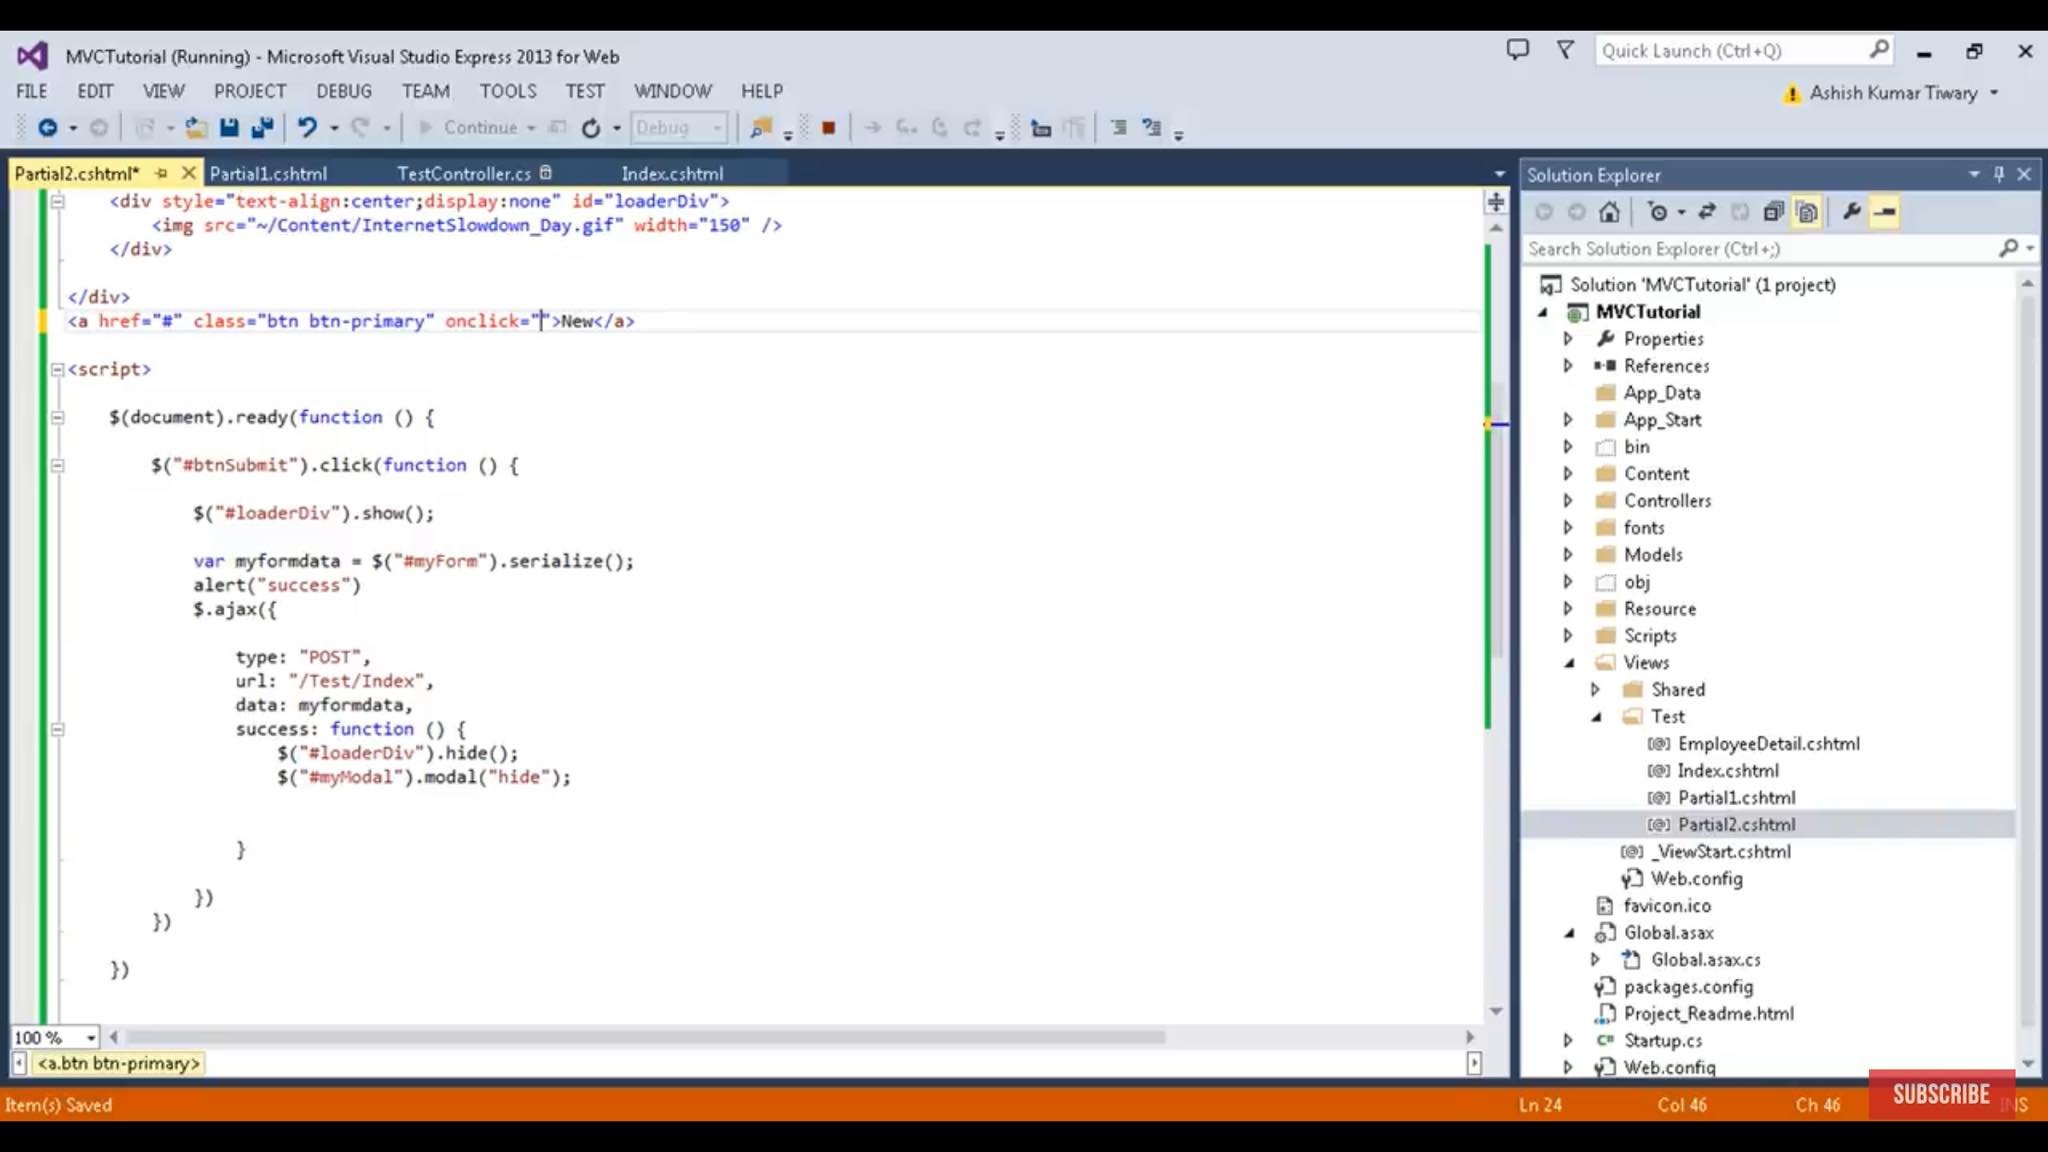 MVCTutorial (Running) - Microsoft Visual Studio Express 2013 for Web
Quick Launch (Ctrl+Q)
FILE EDIT VIEW PROJECT DEBUG TEAM TOOLS TEST WINDOW HELP
Ashish Kumar Tiwary
Continue Debug
Partial2.cshtml* Partial1.cshtml TestController.cs Index.cshtml
<div style="text-align:center;display:none" id="loaderDiv">
<img src="~/Content/InternetSlowdown_Day.gif" width="150" />
</div>
</div>
<a href="#" class="btn btn-primary" onclick="">New</a>
<script>
$(document).ready(function () {
$("#btnSubmit").click(function () {
$("#loaderDiv").show();
var myformdata = $("#myForm").serialize();
alert("success")
$.ajax({
type: "POST",
url: "/Test/Index",
data: myformdata,
success: function () {
$("#loaderDiv").hide();
$("#myModal").modal("hide");
}
})
})
})
100 %
<a.btn btn-primary>
Solution Explorer
Search Solution Explorer (Ctrl+;)
Solution 'MVCTutorial' (1 project)
MVCTutorial
Properties
References
App_Data
App_Start
bin
Content
Controllers
fonts
Models
obj
Resource
Scripts
Views
Shared
Test
EmployeeDetail.cshtml
Index.cshtml
Partial1.cshtml
Partial2.cshtml
_ViewStart.cshtml
Web.config
favicon.ico
Global.asax
Global.asax.cs
packages.config
Project_Readme.html
Startup.cs
Web.config
Item(s) Saved
Ln 24 Col 46 Ch 46
SUBSCRIBE